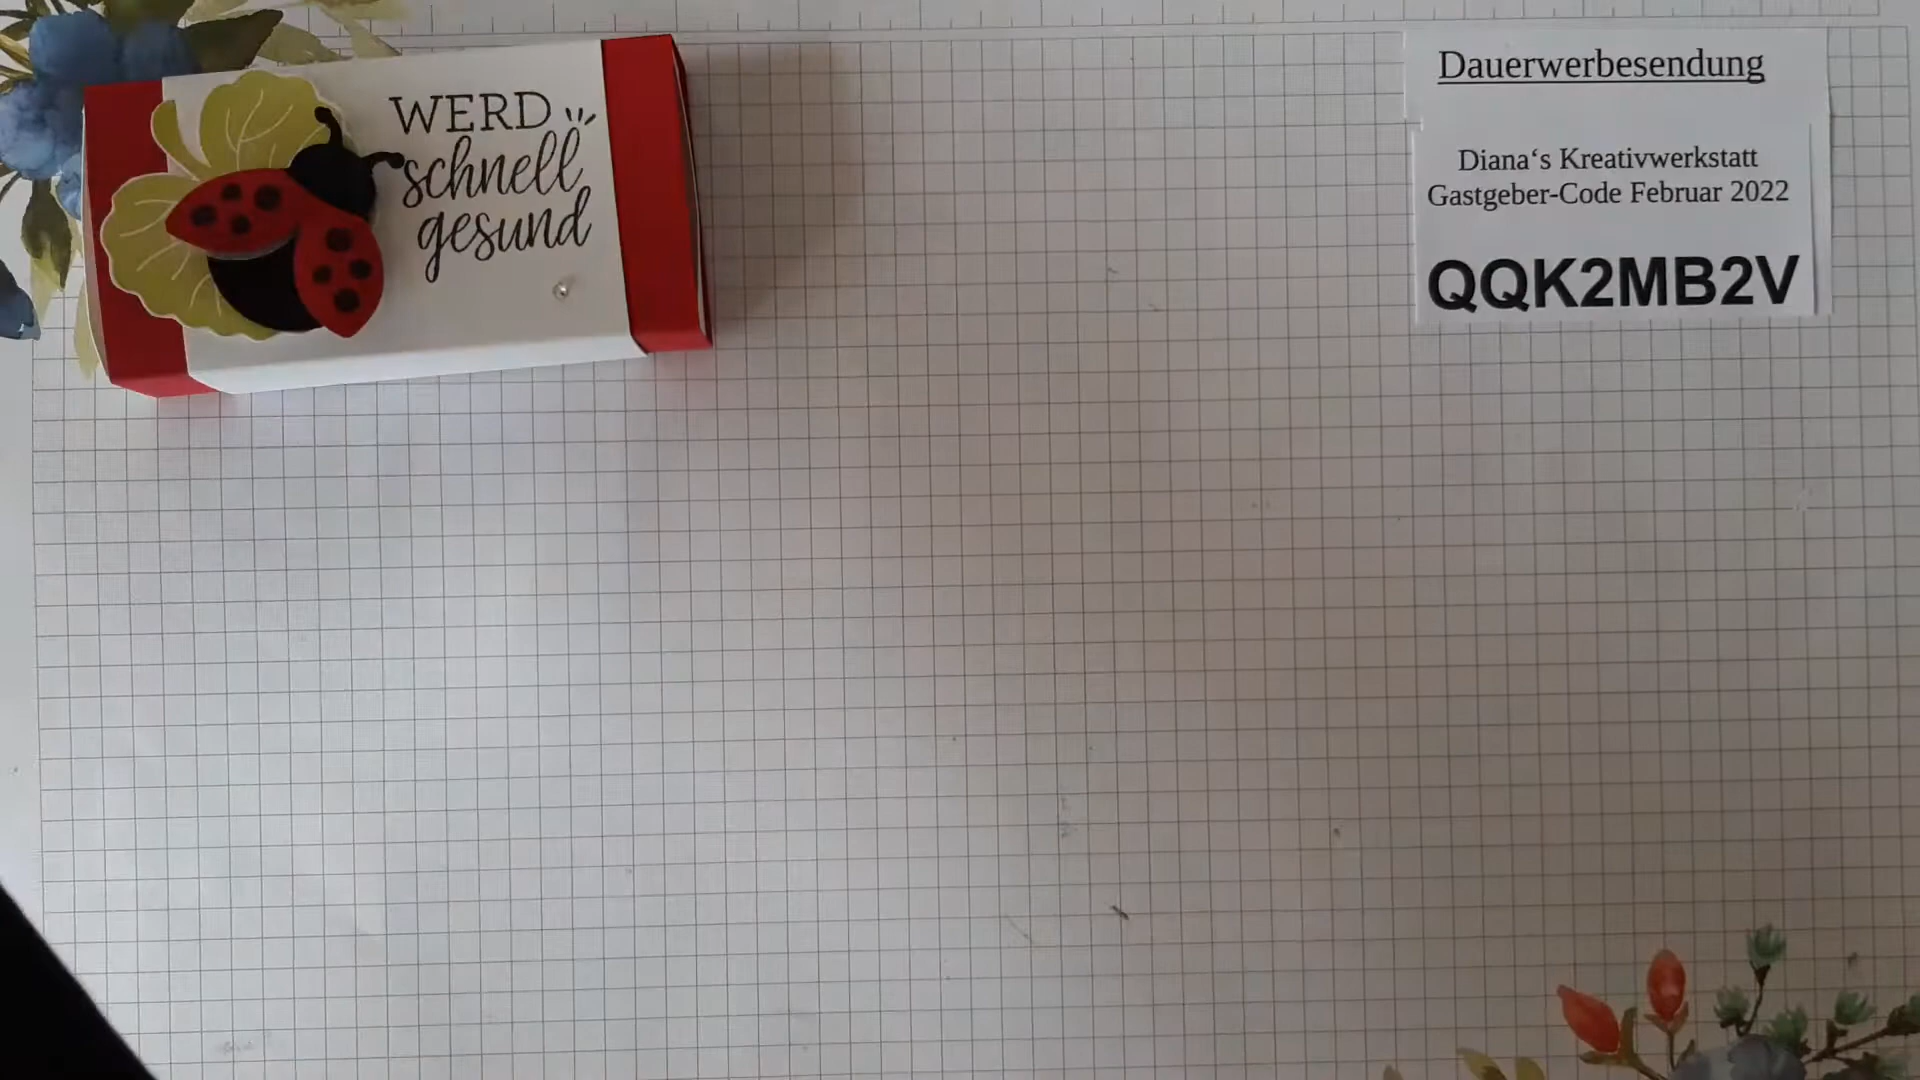 WERD
schnell
gesund
Dauerwerbesendung
Diana‘s Kreativwerkstatt
Gastgeber-Code Februar 2022
QQK2MB2V